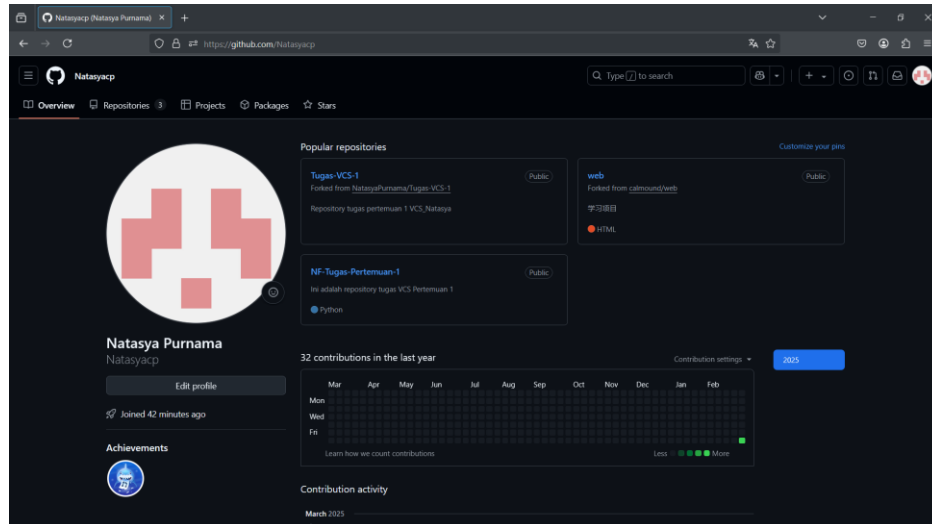 Natasyacp (Natasya Purnama)
https://github.com/Natasyacp
Natasyacp
Type / to search
Overview
Repositories 3
Projects
Packages
Stars
Popular repositories
Customize your pins
Tugas-VCS-1
Public
Forked from NatasyaPurnama/Tugas-VCS-1
Repository tugas pertemuan 1 VCS_Natasya
web
Public
Forked from calmound/web
学习项目
HTML
NF-Tugas-Pertemuan-1
Public
Ini adalah repository tugas VCS Pertemuan 1
Python
Natasya Purnama
Natasyacp
Edit profile
Joined 42 minutes ago
Achievements
32 contributions in the last year
Contribution settings
2025
Mar Apr May Jun Jul Aug Sep Oct Nov Dec Jan Feb
Mon
Wed
Fri
Learn how we count contributions
Less
More
Contribution activity
March 2025